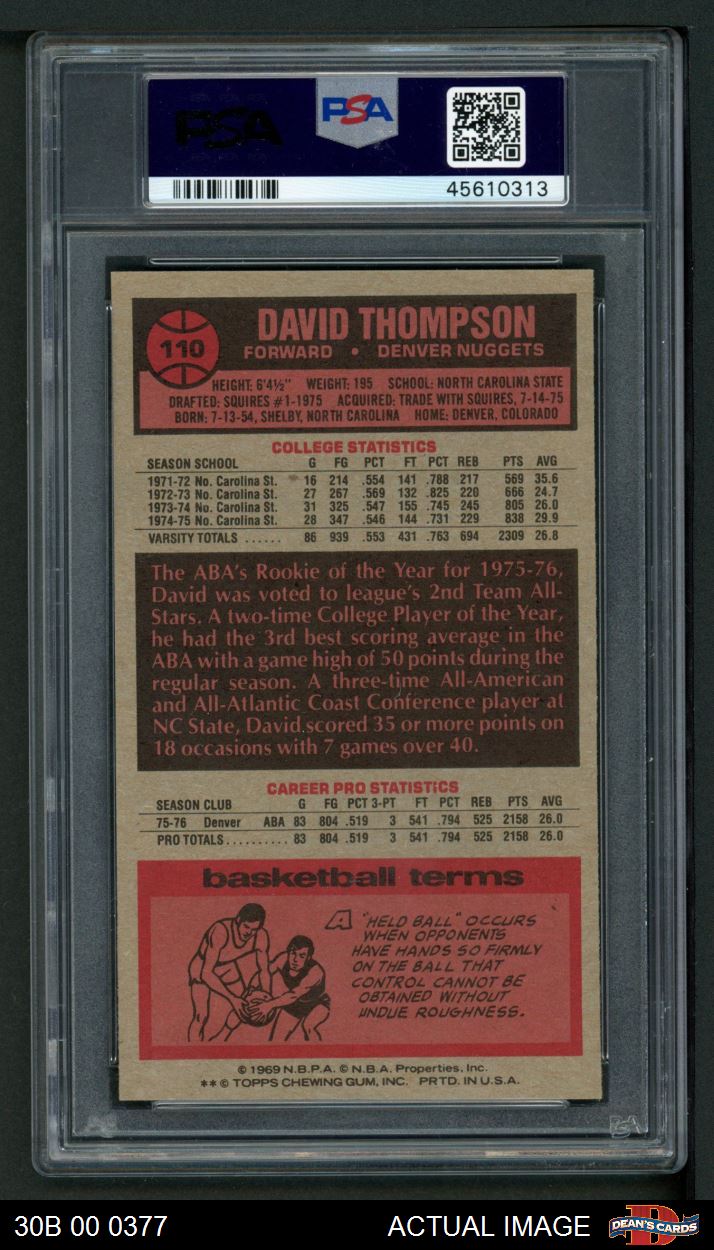 PSA
PSA
45610313
110
DAVID THOMPSON
FORWARD • DENVER NUGGETS
HEIGHT: 6'4½" WEIGHT: 195 SCHOOL: NORTH CAROLINA STATE
DRAFTED: SQUIRES #1-1975 ACQUIRED: TRADE WITH SQUIRES, 7-14-75
BORN: 7-13-54, SHELBY, NORTH CAROLINA HOME: DENVER, COLORADO
COLLEGE STATISTICS
SEASON SCHOOL G FG PCT FT PCT REB PTS AVG
1971-72 No. Carolina St. 16 214 .554 141 .788 217 569 35.6
1972-73 No. Carolina St. 27 267 .569 132 .825 220 666 24.7
1973-74 No. Carolina St. 31 325 .547 155 .745 245 805 26.0
1974-75 No. Carolina St. 28 347 .546 144 .731 229 838 29.9
VARSITY TOTALS ...... 86 939 .553 431 .763 694 2309 26.8
The ABA's Rookie of the Year for 1975-76,
David was voted to league's 2nd Team All-
Stars. A two-time College Player of the Year,
he had the 3rd best scoring average in the
ABA with a game high of 50 points during the
regular season. A three-time All-American
and All-Atlantic Coast Conference player at
NC State, David scored 35 or more points on
18 occasions with 7 games over 40.
CAREER PRO STATISTICS
SEASON CLUB G FG PCT 3-PT FT PCT REB PTS AVG
75-76 Denver ABA 83 804 .519 3 541 .794 525 2158 26.0
PRO TOTALS.......... 83 804 .519 3 541 .794 525 2158 26.0
basketball terms
A "HELD BALL" OCCURS
WHEN OPPONENTS
HAVE HANDS SO FIRMLY
ON THE BALL THAT
CONTROL CANNOT BE
OBTAINED WITHOUT
UNDUE ROUGHNESS.
© 1969 N.B.P.A. © N.B.A. Properties, Inc.
** © TOPPS CHEWING GUM, INC. PRTD. IN U.S.A.
PSA
30B 00 0377 ACTUAL IMAGE
DEAN'S CARDS